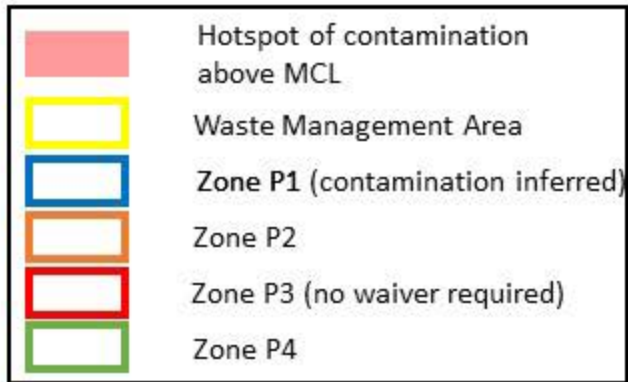 Hotspot of contamination
above MCL
Waste Management Area
Zone P1 (contamination inferred)
Zone P2
Zone P3 (no waiver required)
Zone P4